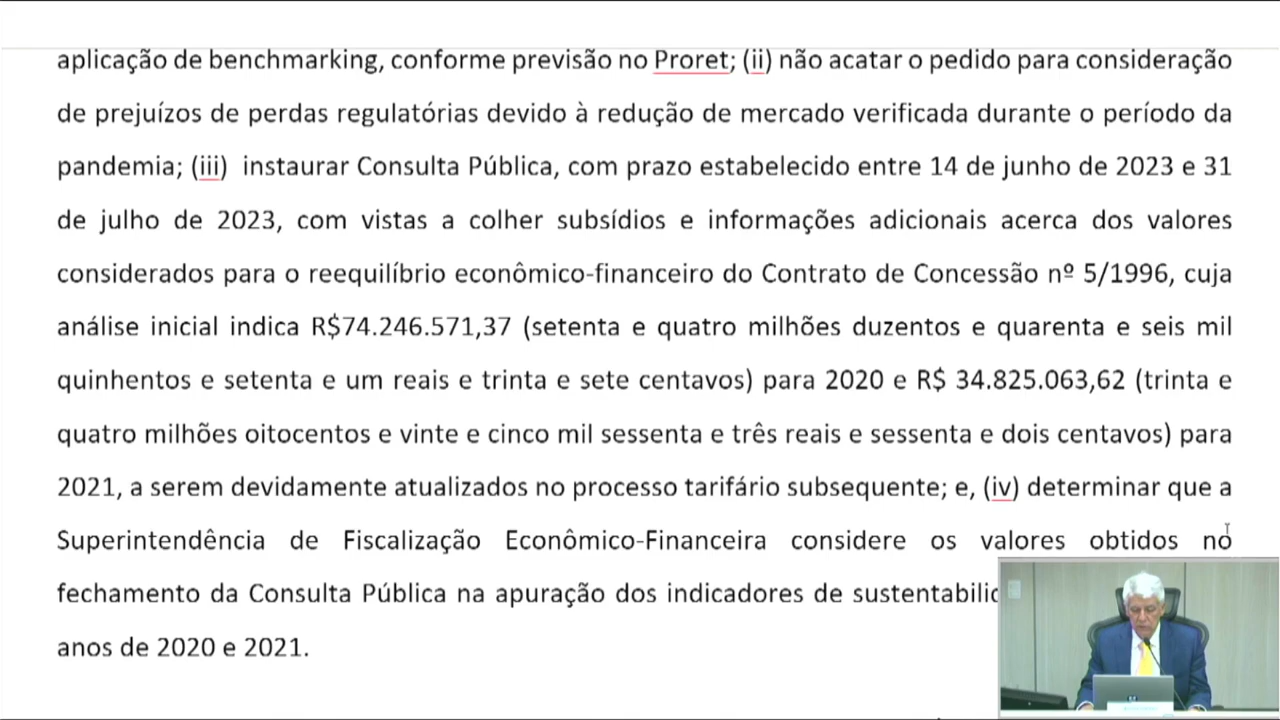 aplicação de benchmarking, conforme previsão no Proret; (ii) não acatar o pedido para consideração
de prejuízos de perdas regulatórias devido à redução de mercado verificada durante o período da
pandemia; (iii) instaurar Consulta Pública, com prazo estabelecido entre 14 de junho de 2023 e 31
de julho de 2023, com vistas a colher subsídios e informações adicionais acerca dos valores
considerados para o reequilíbrio econômico-financeiro do Contrato de Concessão nº 5/1996, cuja
análise inicial indica R$74.246.571,37 (setenta e quatro milhões duzentos e quarenta e seis mil
quinhentos e setenta e um reais e trinta e sete centavos) para 2020 e R$ 34.825.063,62 (trinta e
quatro milhões oitocentos e vinte e cinco mil sessenta e três reais e sessenta e dois centavos) para
2021, a serem devidamente atualizados no processo tarifário subsequente; e, (iv) determinar que a
Superintendência de Fiscalização Econômico-Financeira considere os valores obtidos no
fechamento da Consulta Pública na apuração dos indicadores de
anos de 2020 e 2021.